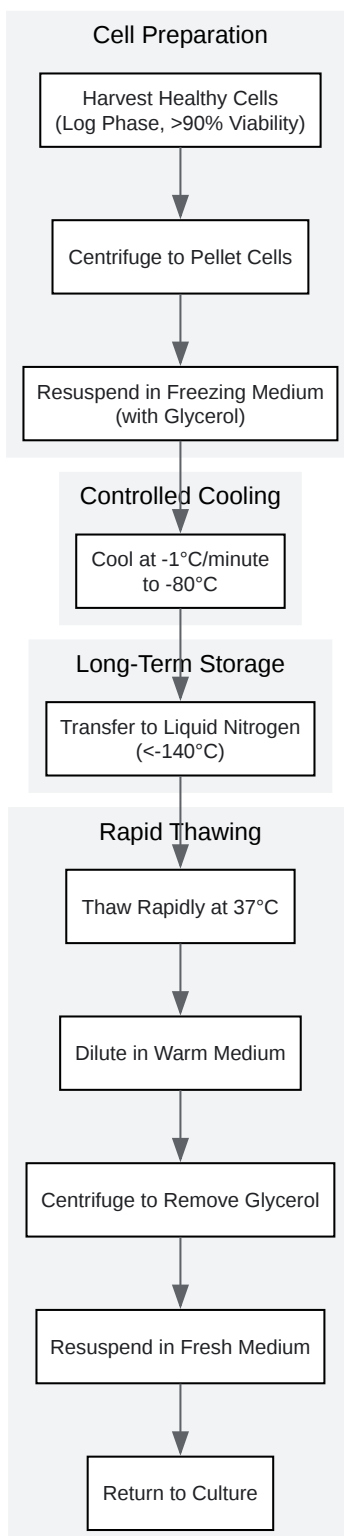 Cell Preparation
Harvest Healthy Cells
(Log Phase, >90% Viability)
Centrifuge to Pellet Cells
Resuspend in Freezing Medium
(with Glycerol)
Controlled Cooling
Cool at -1°C/minute
to -80°C
Long-Term Storage
Transfer to Liquid Nitrogen
(<-140°C)
Rapid Thawing
Thaw Rapidly at 37°C
Dilute in Warm Medium
Centrifuge to Remove Glycerol
Resuspend in Fresh Medium
Return to Culture